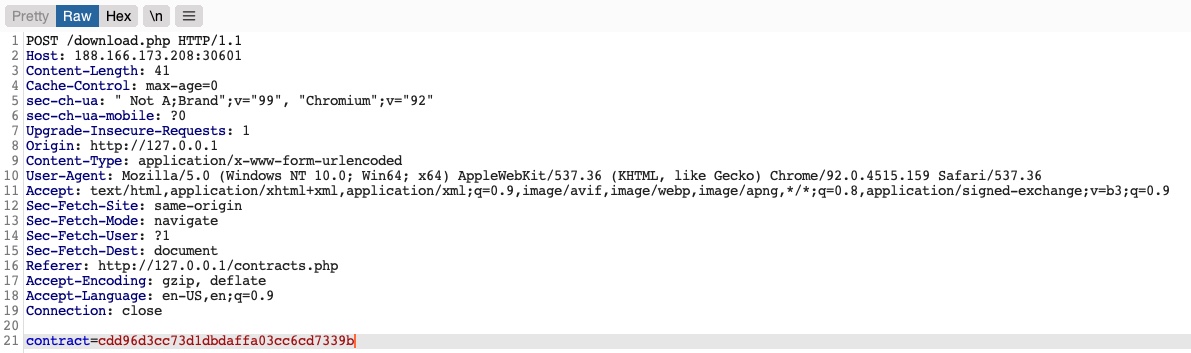 Pretty Raw Hex \n
1 POST /download.php HTTP/1.1
2 Host: 188.166.173.208:30601
3 Content-Length: 41
4 Cache-Control: max-age=0
5 sec-ch-ua: " Not A;Brand";v="99", "Chromium";v="92"
6 sec-ch-ua-mobile: ?0
7 Upgrade-Insecure-Requests: 1
8 Origin: http://127.0.0.1
9 Content-Type: application/x-www-form-urlencoded
10 User-Agent: Mozilla/5.0 (Windows NT 10.0; Win64; x64) AppleWebKit/537.36 (KHTML, like Gecko) Chrome/92.0.4515.159 Safari/537.36
11 Accept: text/html,application/xhtml+xml,application/xml;q=0.9,image/avif,image/webp,image/apng,*/*;q=0.8,application/signed-exchange;v=b3;q=0.9
12 Sec-Fetch-Site: same-origin
13 Sec-Fetch-Mode: navigate
14 Sec-Fetch-User: ?1
15 Sec-Fetch-Dest: document
16 Referer: http://127.0.0.1/contracts.php
17 Accept-Encoding: gzip, deflate
18 Accept-Language: en-US,en;q=0.9
19 Connection: close
20
21 contract=cdd96d3cc73d1dbdaffa03cc6cd7339b